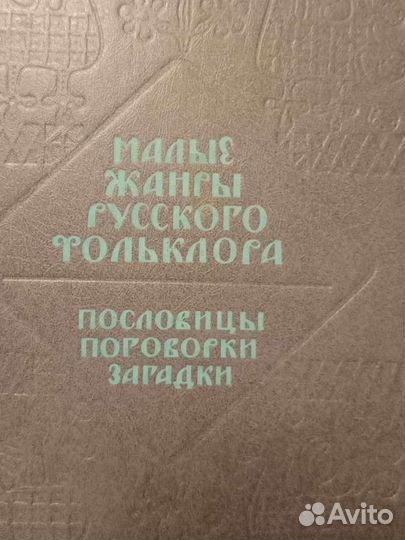 МАЛЫЕ
ЖАНРЫ
РУССКОГО
ФОЛЬКЛОРА
ПОСЛОВИЦЫ
ПОГОВОРКИ
ЗАГАДКИ
Avito